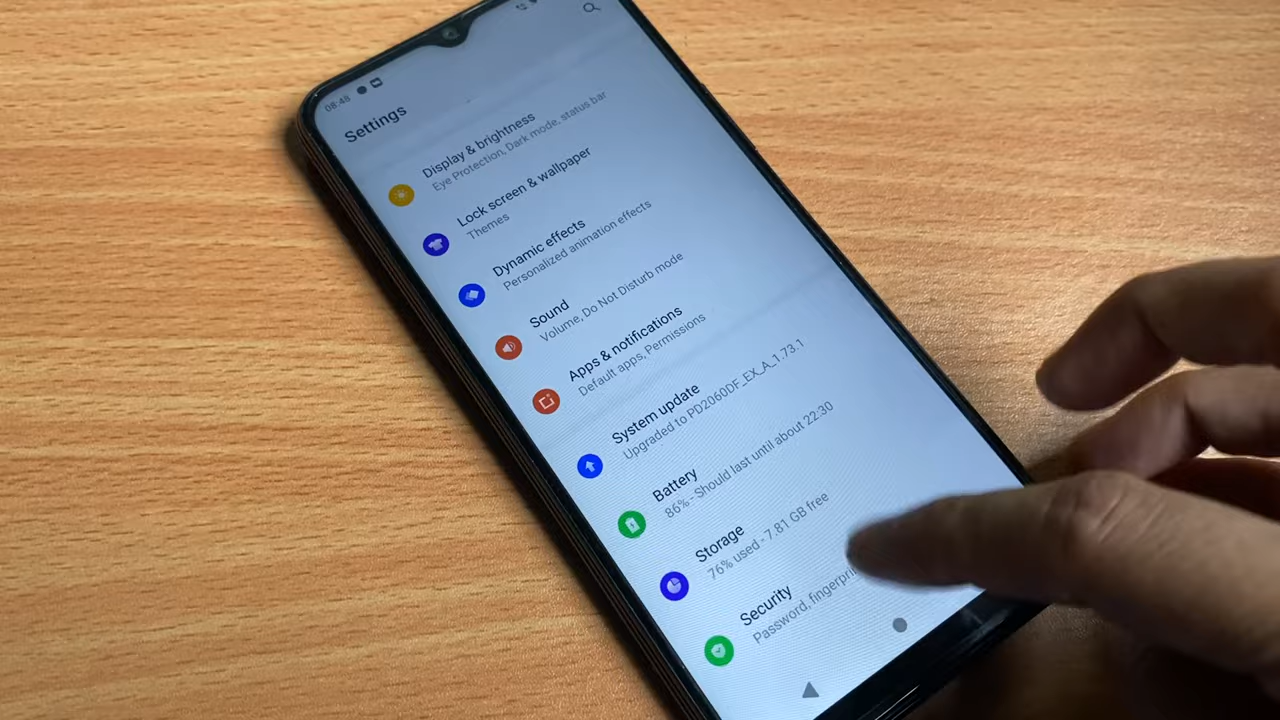 08:48
Settings
Display & brightness
Eye Protection, Dark mode, status bar
Lock screen & wallpaper
Themes
Dynamic effects
Personalized animation effects
Sound
Volume, Do Not Disturb mode
Apps & notifications
Default apps, Permissions
System update
Upgraded to PD2060DF_EX_A_1.73.1
Battery
86% - Should last until about 22:30
Storage
76% used - 7.81 GB free
Security
Password, fingerpri